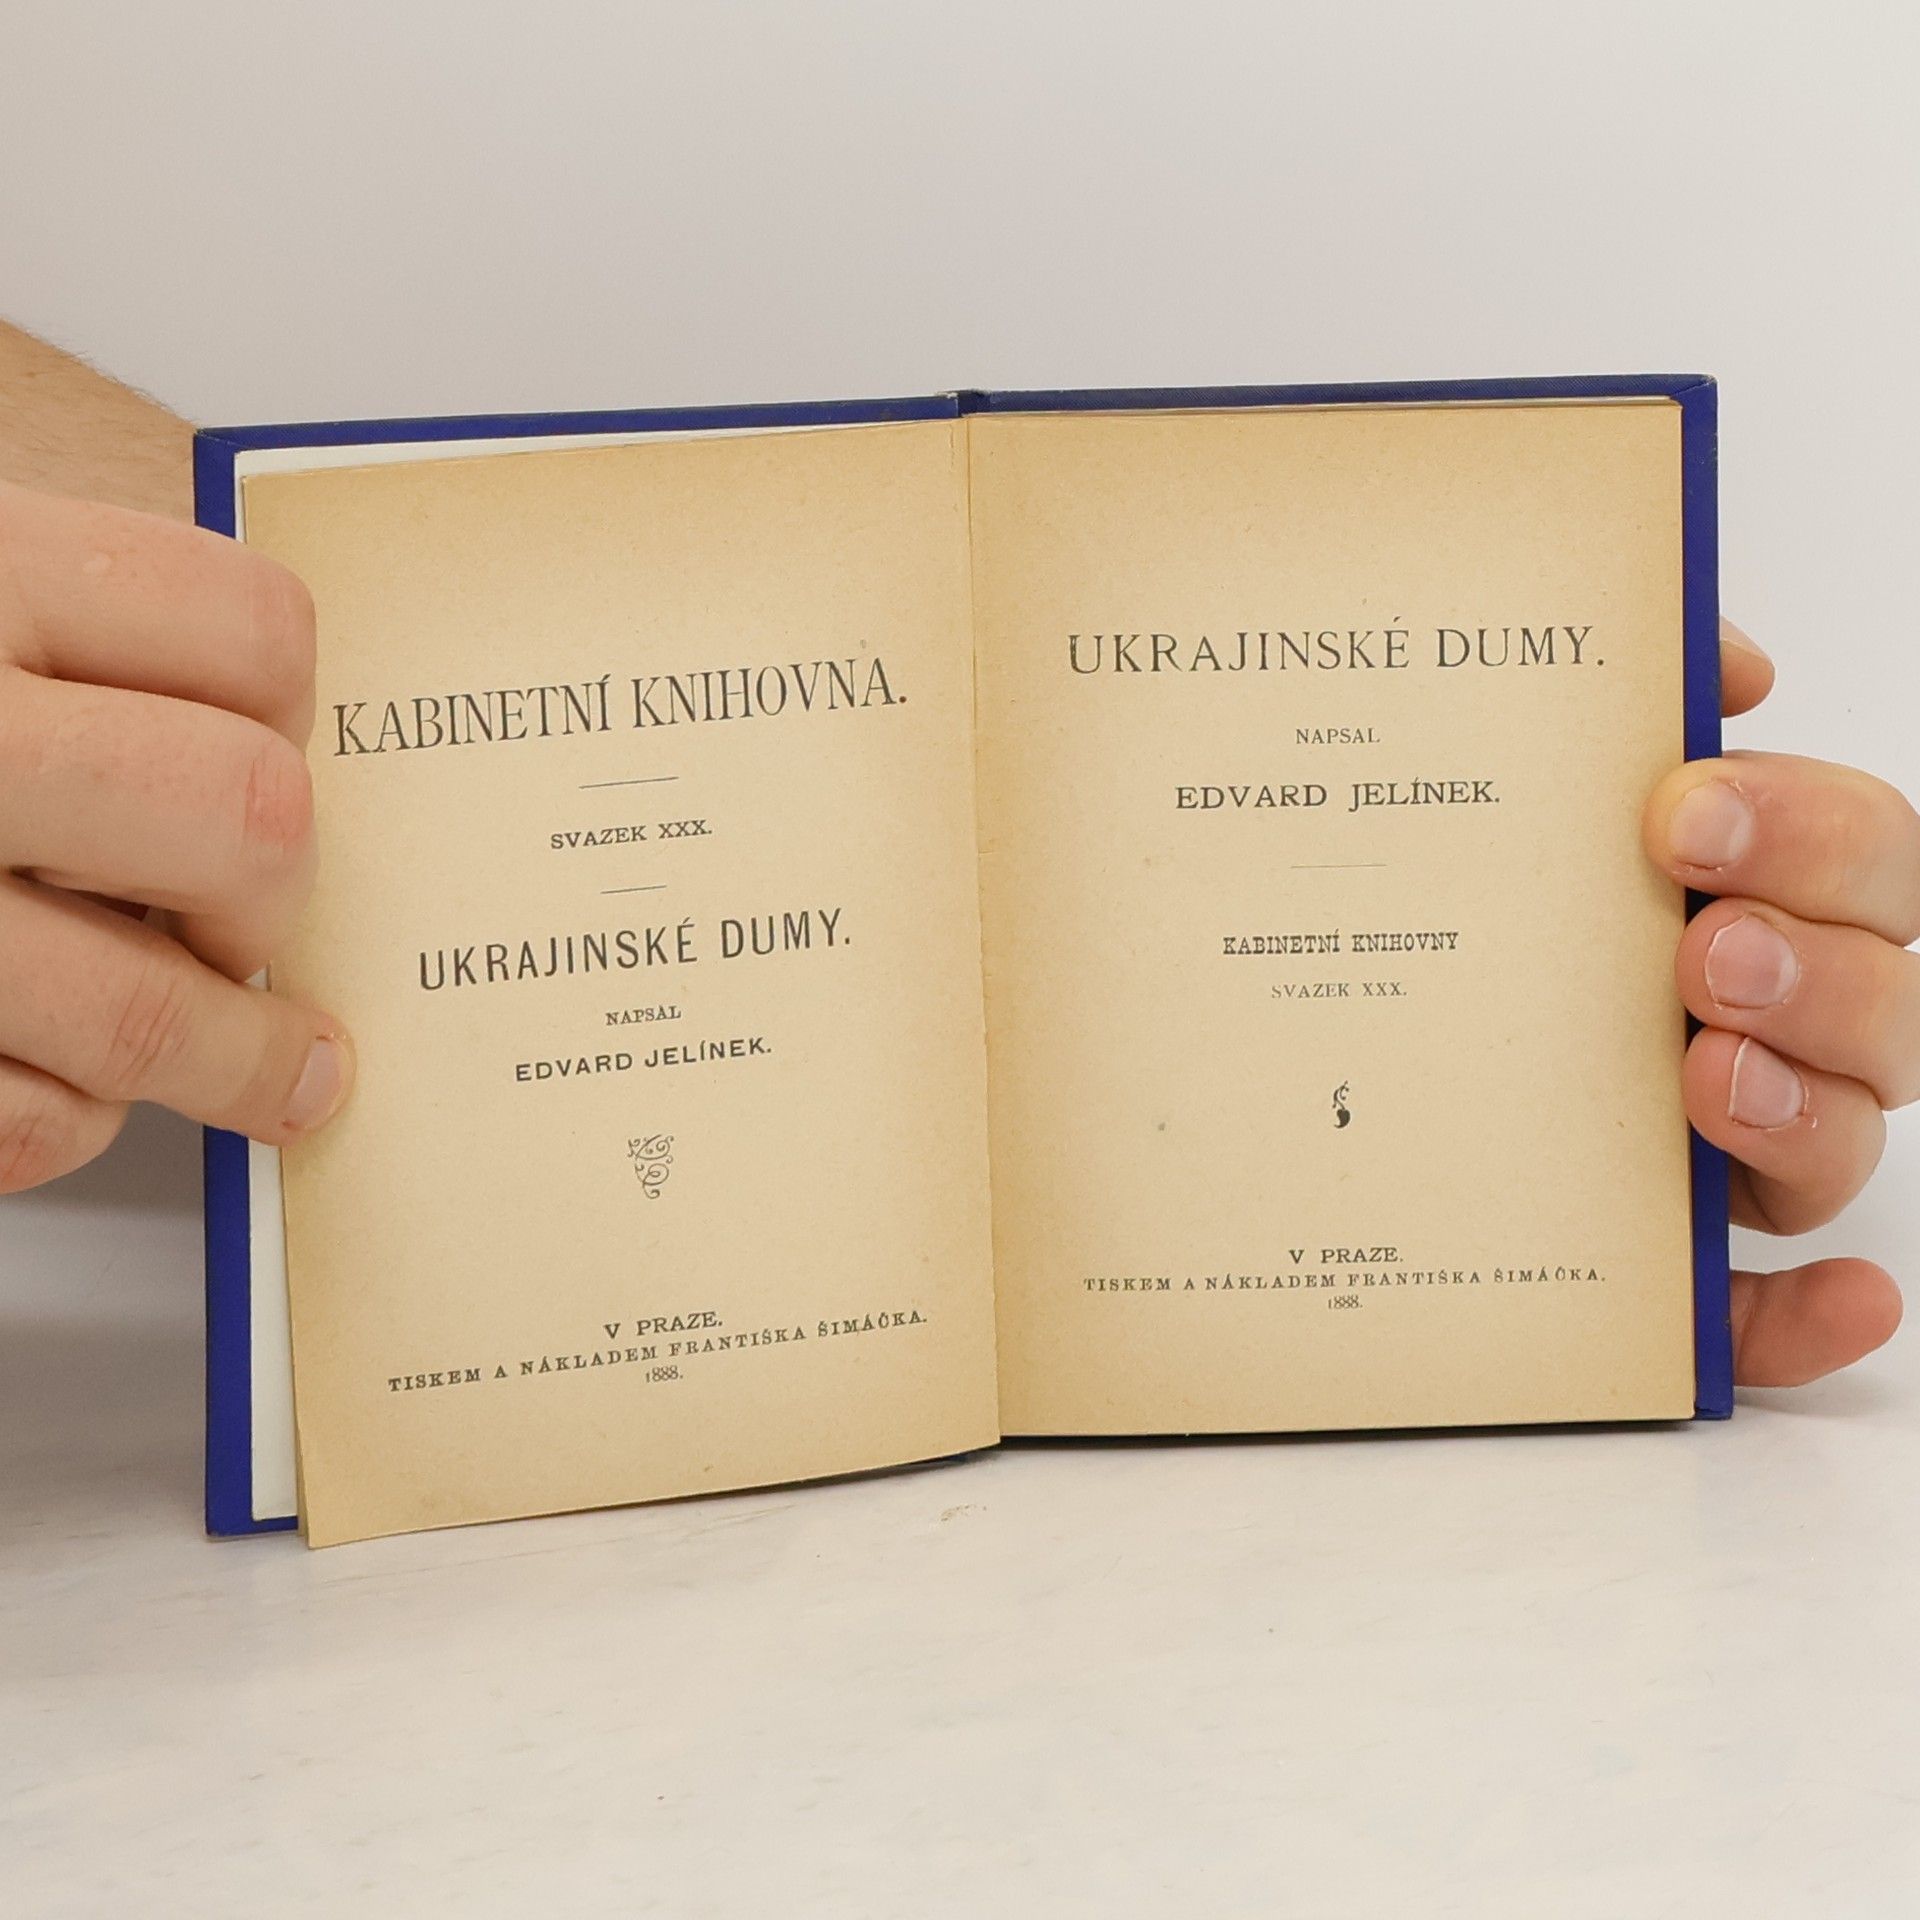 KABINETNÍ KNIHOVNA.
SVAZEK XXX.
UKRAJINSKÉ DUMY.
NAPSAL
EDVARD JELÍNEK.
V PRAZE.
TISKEM A NÁKLADEM FRANTIŠKA ŠIMÁČKA.
1888.
UKRAJINSKÉ DUMY.
NAPSAL
EDVARD JELÍNEK.
KABINETNÍ KNIHOVNY
SVAZEK XXX.
V PRAZE.
TISKEM A NÁKLADEM FRANTIŠKA ŠIMÁČKA.
1888.